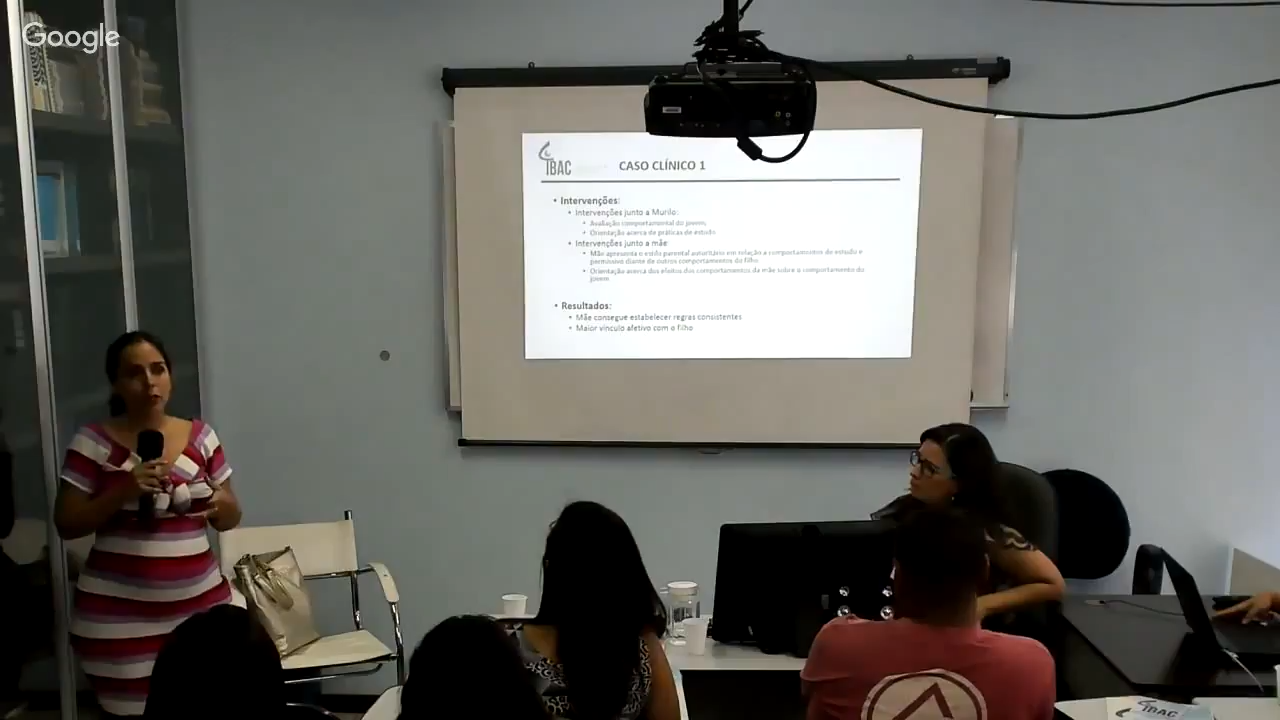 Google
IBAC
CASO CLÍNICO 1
• Intervenções:
• Intervenções junto a Murilo:
• Avaliação comportamental do jovem;
• Orientação acerca de práticas de estudo
• Intervenções junto a mãe
• Mãe apresenta o estilo parental autoritário em relação a comportamentos de estudo e
permissivo diante de outros comportamentos do filho
• Orientação acerca dos efeitos dos comportamentos da mãe sobre o comportamento do
jovem
• Resultados:
• Mãe consegue estabelecer regras consistentes
• Maior vínculo afetivo com o filho
IBAC